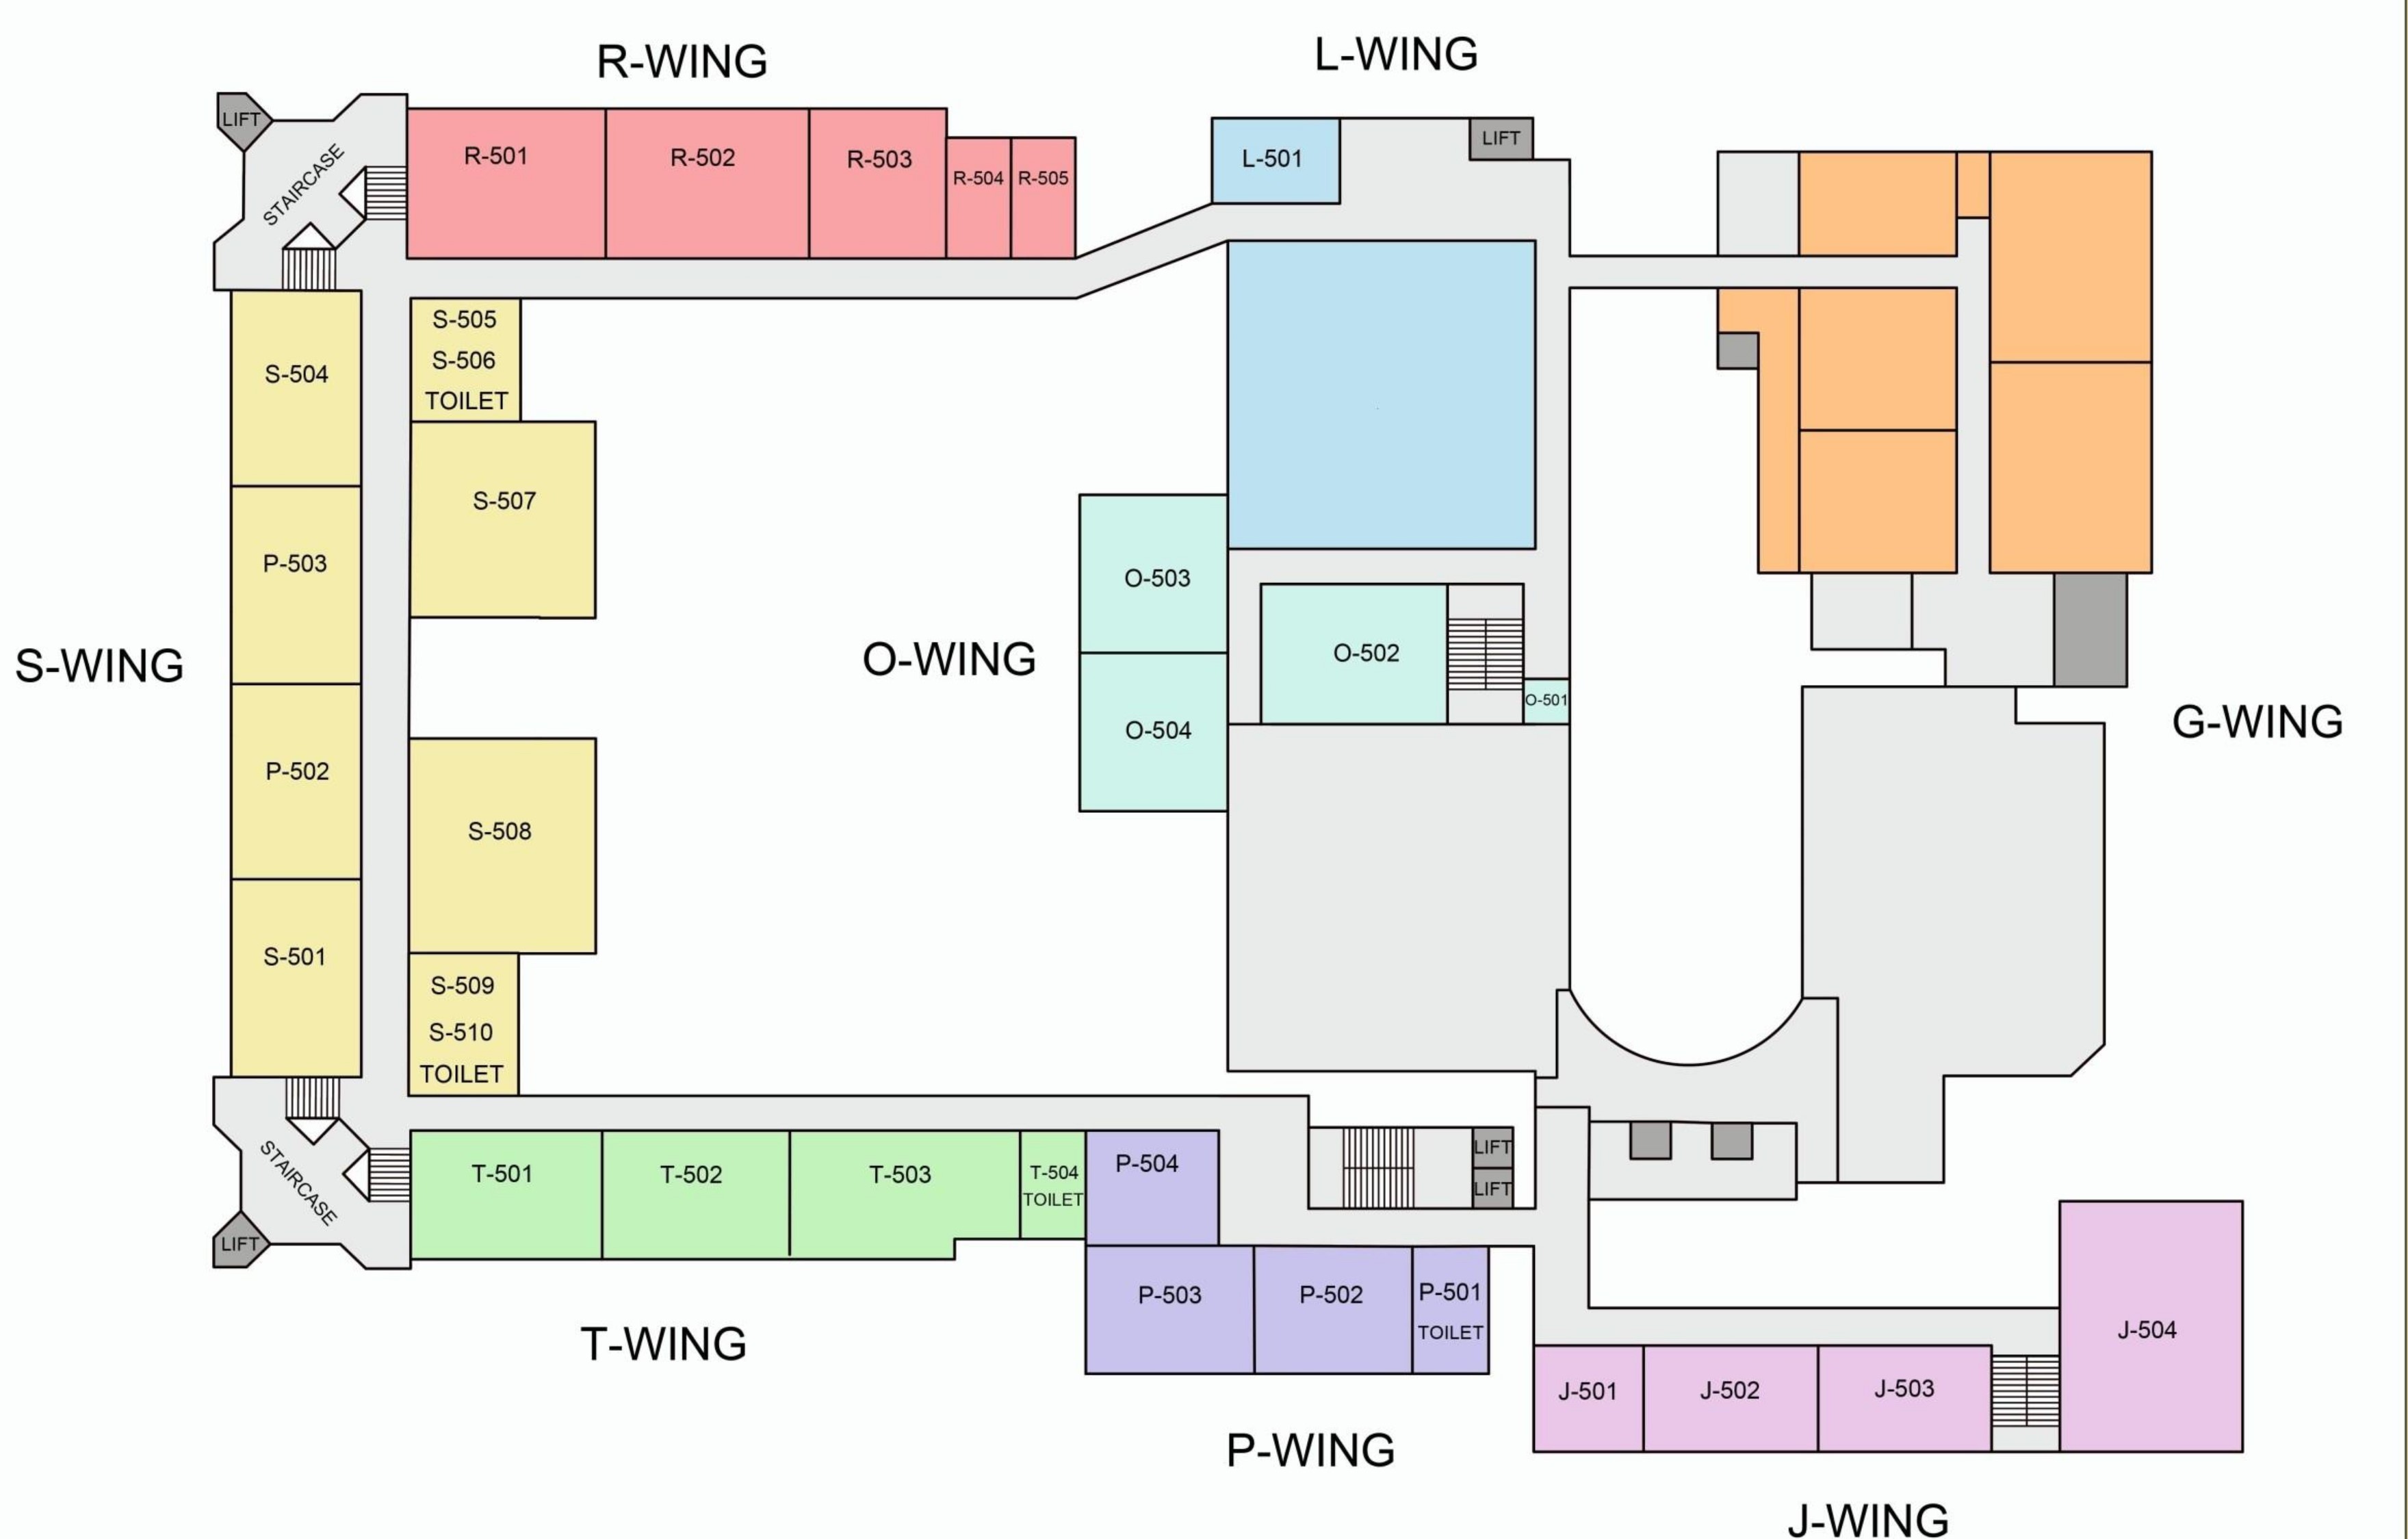 R-WING
L-WING
LIFT
STAIRCASE
R-501
R-502
R-503
R-504
R-505
L-501
LIFT
S-504
S-505
S-506
TOILET
S-507
P-503
S-WING
P-502
S-508
S-501
S-509
S-510
TOILET
O-WING
O-503
O-504
O-502
O-501
G-WING
STAIRCASE
LIFT
T-501
T-502
T-503
T-504
TOILET
P-504
LIFT
LIFT
P-503
P-502
P-501
TOILET
T-WING
P-WING
J-501
J-502
J-503
J-504
J-WING